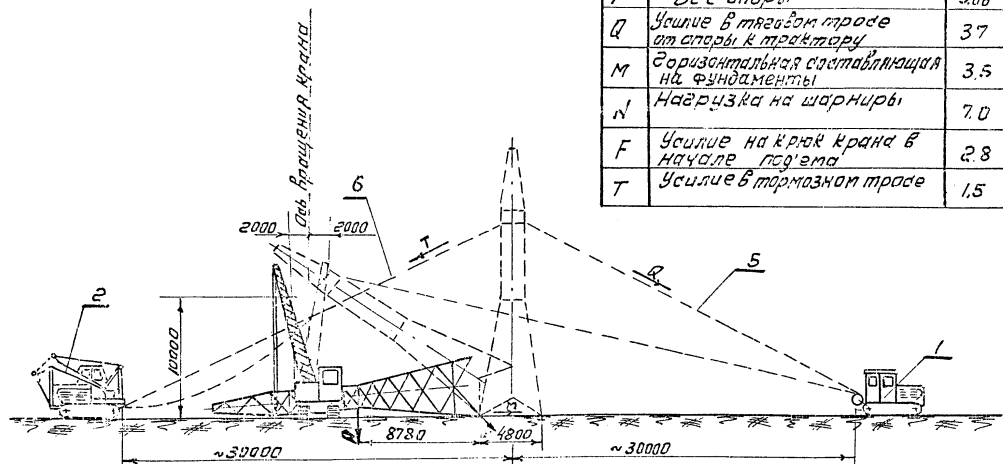 Вес опоры
Q Усилие в тяговом тросе от опоры к трактору 37
М Горизонтальная составляющая на фундаменты 3.5
N Нагрузка на шарниры 7.0
F Усилие на крюк крана в начале под'ема 2.8
Т Усилие в тормозном тросе 1.5
Ось вращения крана
6
2000
2000
Т
Q
5
2
10000
1
М
Р
8780
4800
~30000
~30000